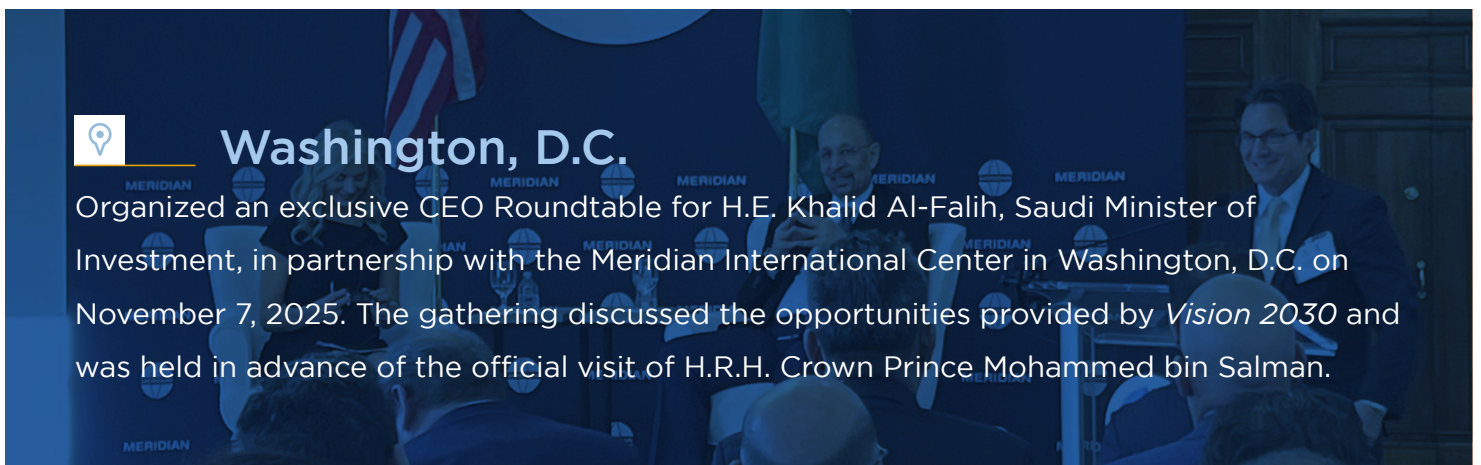 Washington, D.C.
MERIDIAN MERIDIAN MERIDIAN MERIDIAN MERIDIAN
Organized an exclusive CEO Roundtable for H.E. Khalid Al-Falih, Saudi Minister of
Investment, in partnership with the Meridian International Center in Washington, D.C. on
MERIDIAN MERIDIAN
November 7, 2025. The gathering discussed the opportunities provided by Vision 2030 and
was held in advance of the official visit of H.R.H. Crown Prince Mohammed bin Salman.
MERIDIAN
MERIDIAN